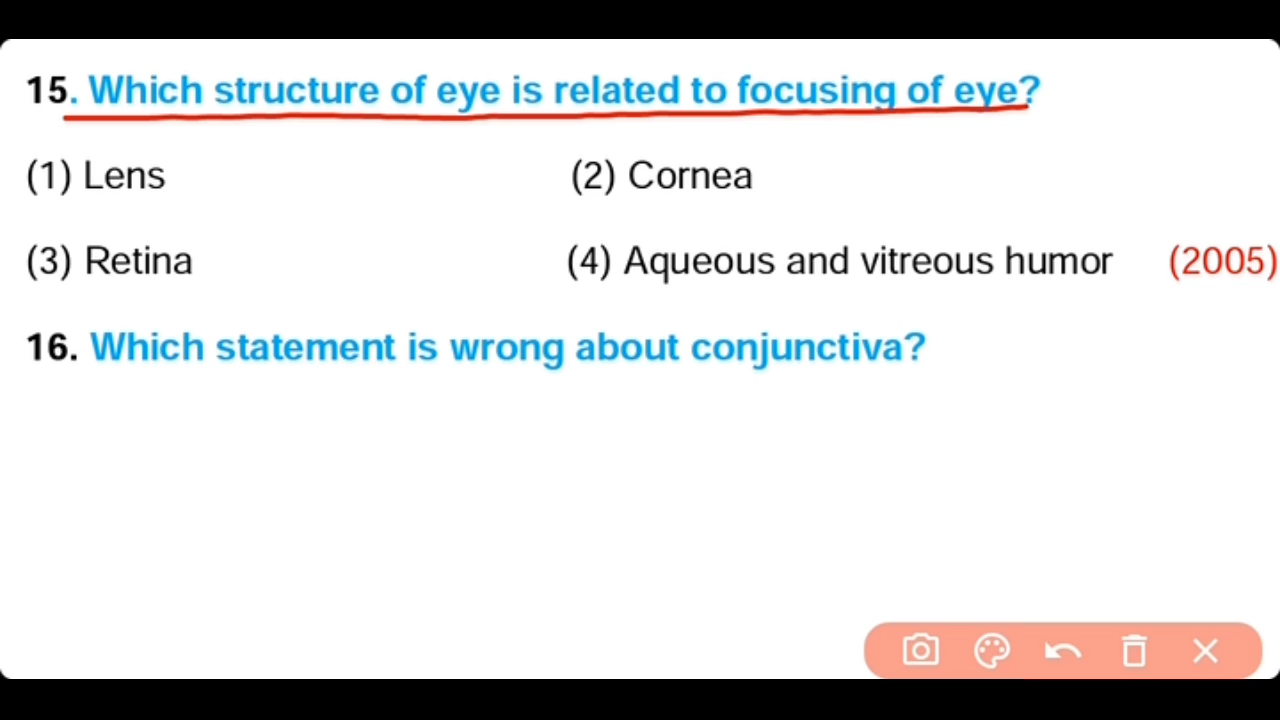 15. Which structure of eye is related to focusing of eye?
(1) Lens (2) Cornea
(3) Retina (4) Aqueous and vitreous humor (2005)
16. Which statement is wrong about conjunctiva?